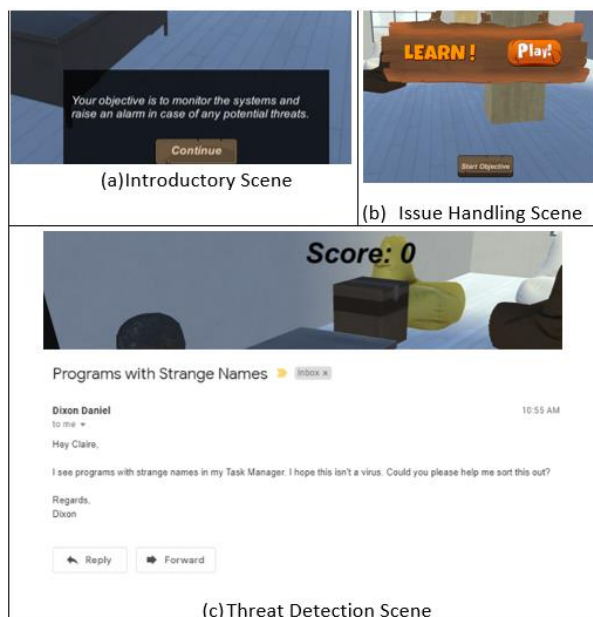 Your objective is to monitor the systems and
raise an alarm in case of any potential threats.
Continue
(a)Introductory Scene
LEARN! Play!
Start Objective
(b) Issue Handling Scene
Score: 0
Programs with Strange Names Inbox x
Dixon Daniel 10:55 AM
to me
Hey Claire,
I see programs with strange names in my Task Manager. I hope this isn't a virus. Could you please help me sort this out?
Regards,
Dixon
Reply Forward
(c)Threat Detection Scene